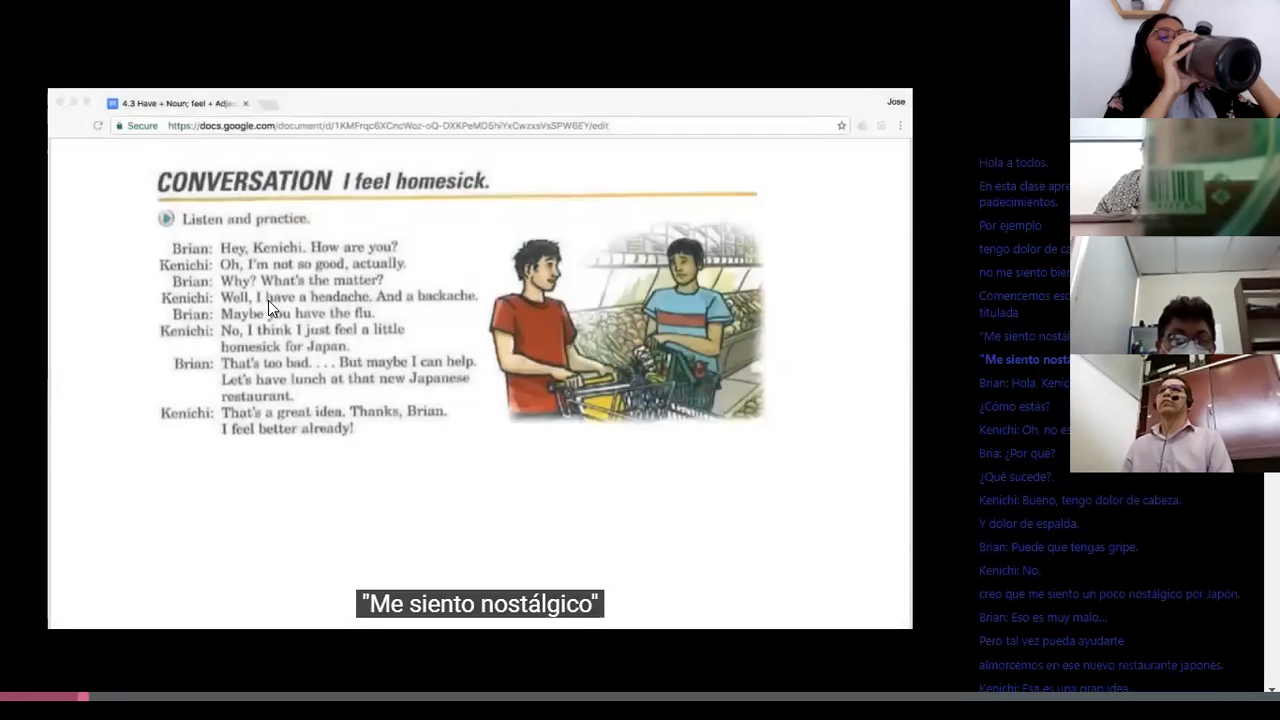 4.3 Have + Noun; feel + Adje
Jose
Secure
https://docs.google.com/document/d/1KMFrqc6XCncWoz-oQ-DXKPeMD5hiYxCwzxsVsSPW6EY/edit
CONVERSATION I feel homesick.
Listen and practice.
Brian: Hey, Kenichi. How are you?
Kenichi: Oh, I'm not so good, actually.
Brian: Why? What's the matter?
Kenichi: Well, I have a headache. And a backache.
Brian: Maybe you have the flu.
Kenichi: No, I think I just feel a little
homesick for Japan.
Brian: That's too bad. . . . But maybe I can help.
Let's have lunch at that new Japanese
restaurant.
Kenichi: That's a great idea. Thanks, Brian.
I feel better already!
"Me siento nostálgico"
Hola a todos.
En esta clase apre
padecimientos.
Por ejemplo
tengo dolor de ca
no me siento bien
Comencemos esc
titulada
"Me siento nostál
"Me siento nostá
Brian: Hola, Kenic
¿Cómo estás?
Kenichi: Oh, no es
Bria: ¿Por qué?
¿Qué sucede?
Kenichi: Bueno, tengo dolor de cabeza.
Y dolor de espalda.
Brian: Puede que tengas gripe.
Kenichi: No,
creo que me siento un poco nostálgico por Japón.
Brian: Eso es muy malo...
Pero tal vez pueda ayudarte
almorcemos en ese nuevo restaurante japones.
Kenichi: Esa es una gran idea.